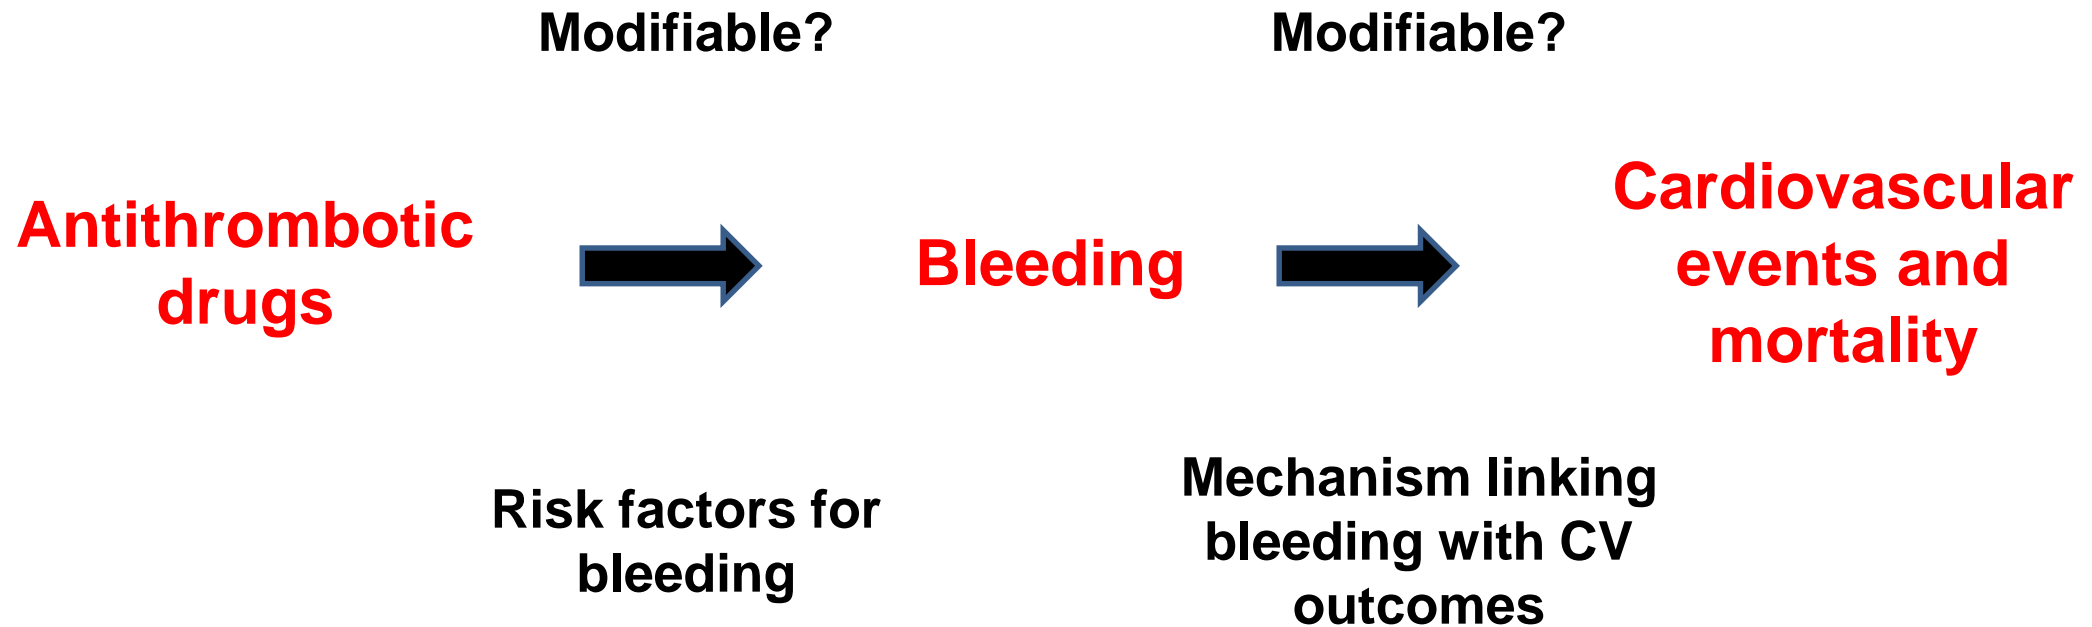 Modifiable?
Modifiable?
Antithrombotic
drugs
Bleeding
Cardiovascular
events and
mortality
Risk factors for
bleeding
Mechanism linking
bleeding with CV
outcomes